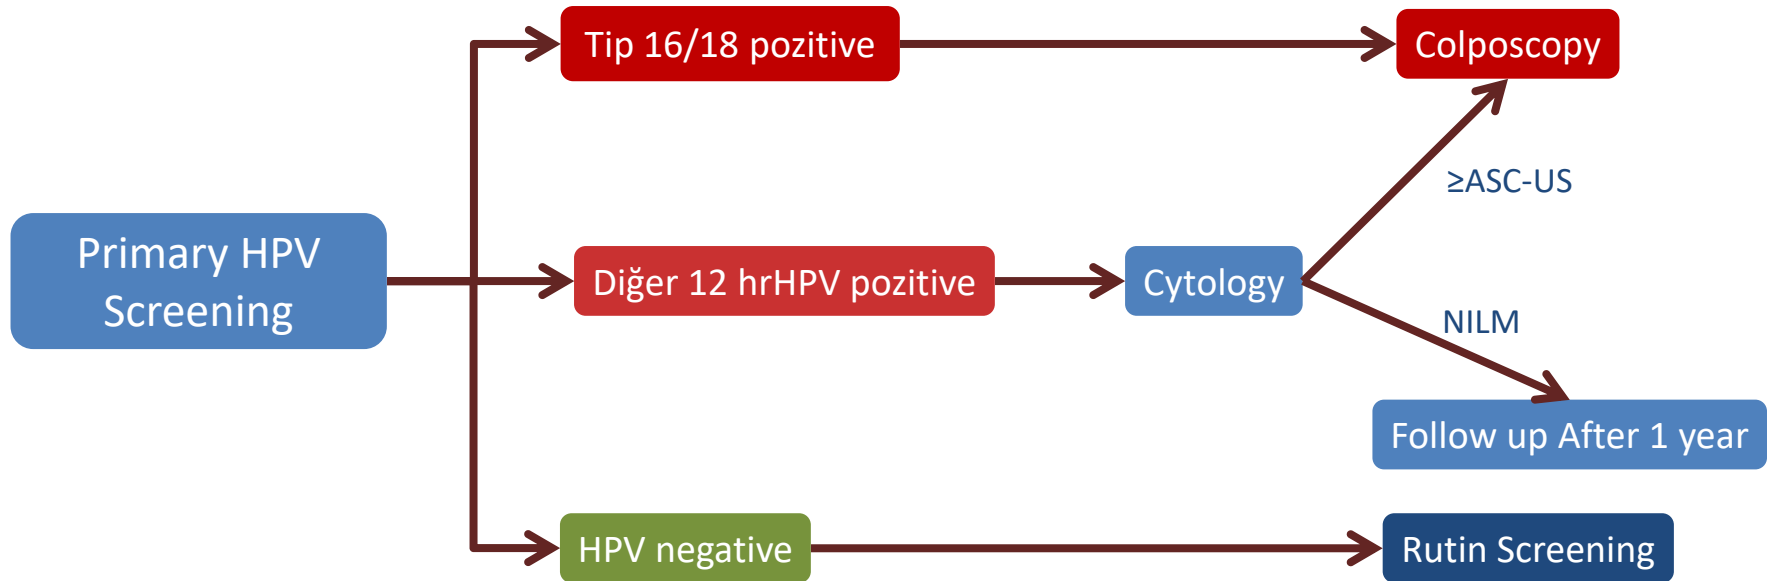 Tip 16/18 pozitive
Colposcopy
≥ASC-US
Primary HPV
Screening
Diğer 12 hrHPV pozitive
Cytology
NILM
Follow up After 1 year
HPV negative
Rutin Screening